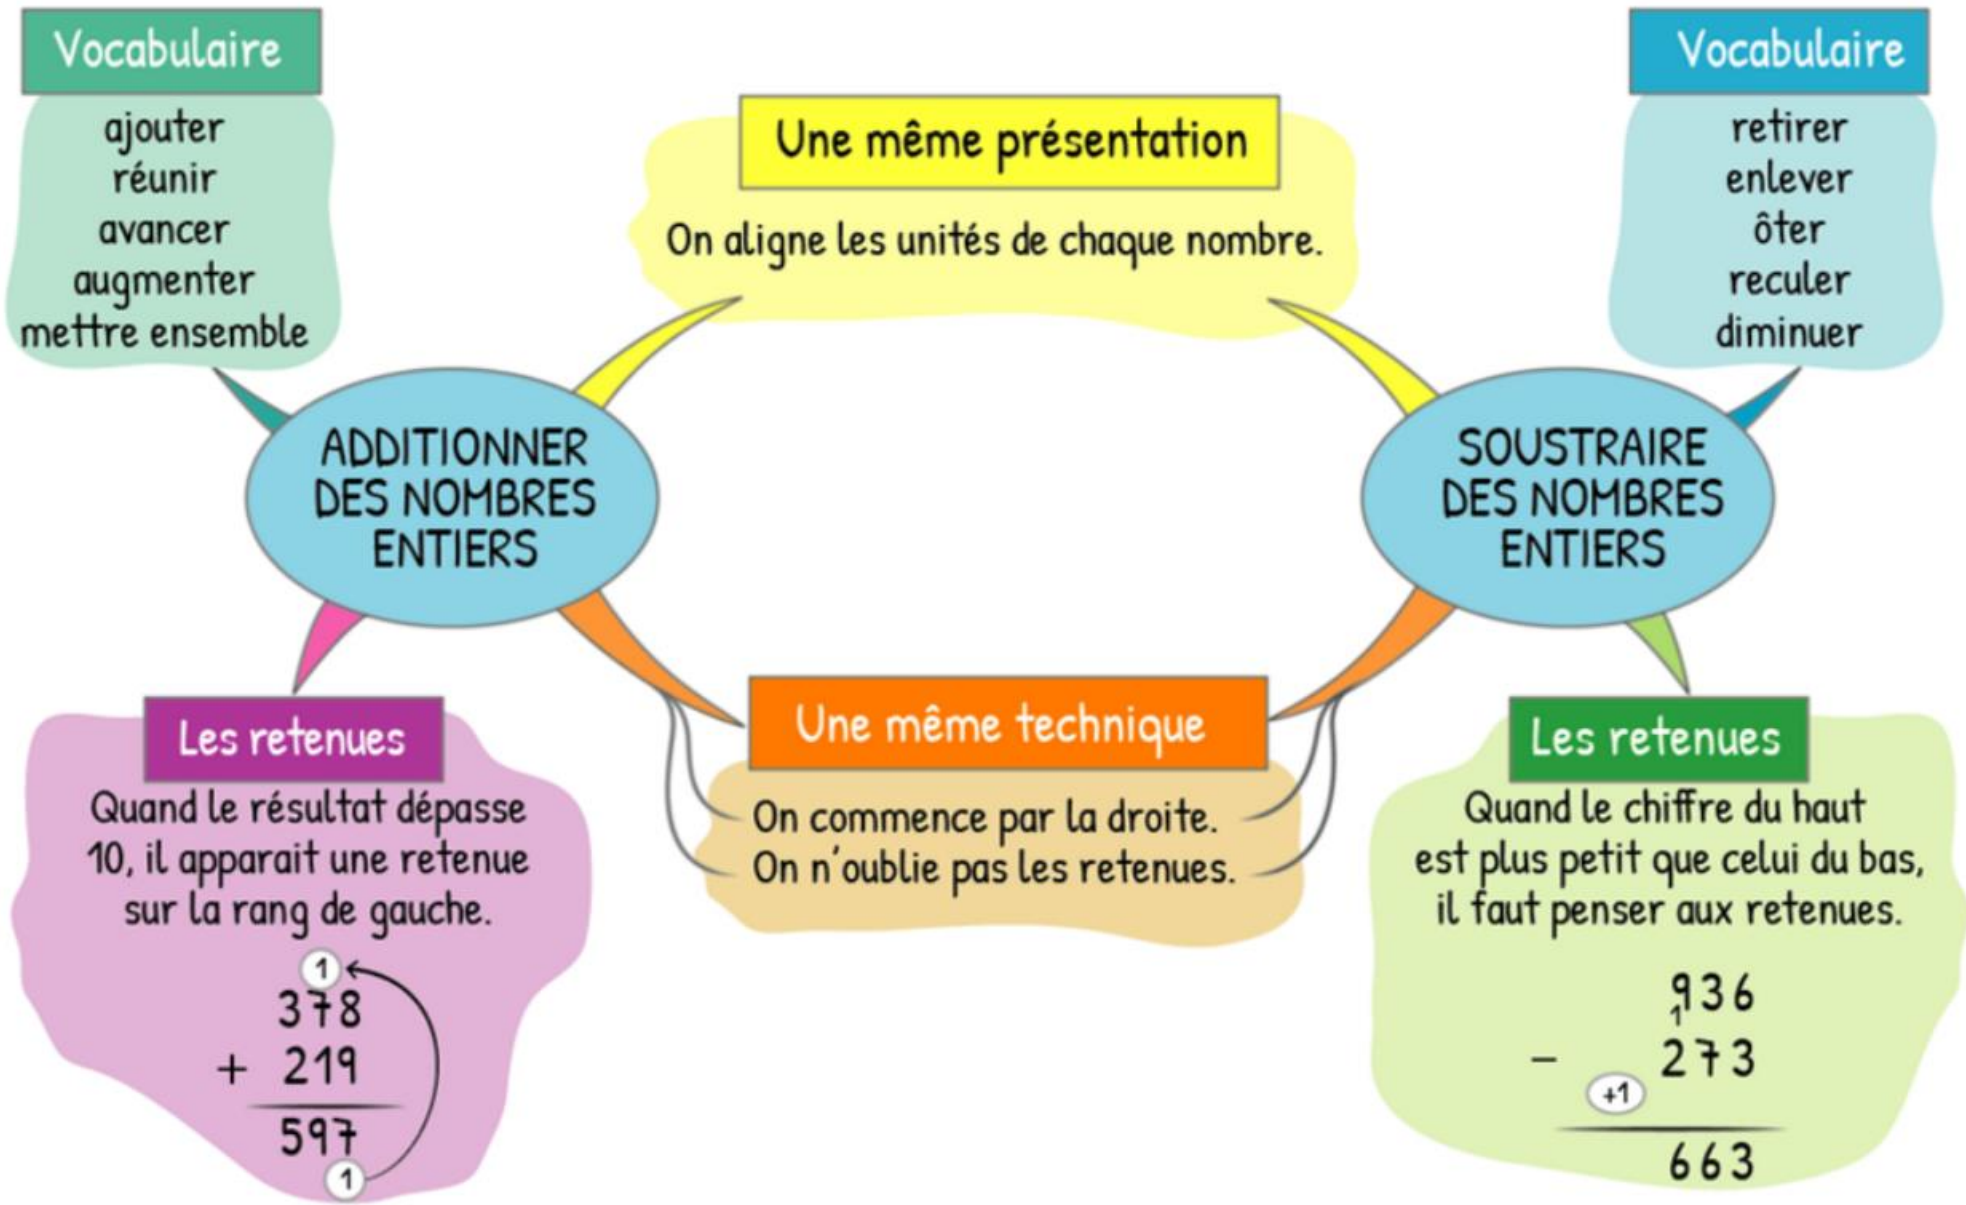 Vocabulaire
ajouter
réunir
avancer
augmenter
mettre ensemble
Une même présentation
On aligne les unités de chaque nombre.
Vocabulaire
retirer
enlever
ôter
reculer
diminuer
ADDITIONNER
DES NOMBRES
ENTIERS
SOUSTRAIRE
DES NOMBRES
ENTIERS
Les retenues
Quand le résultat dépasse
10, il apparait une retenue
sur la rang de gauche.
1
378
+ 219
597
1
Une même technique
On commence par la droite.
On n'oublie pas les retenues.
Les retenues
Quand le chiffre du haut
est plus petit que celui du bas,
il faut penser aux retenues.
936
1
- 273
+1
663